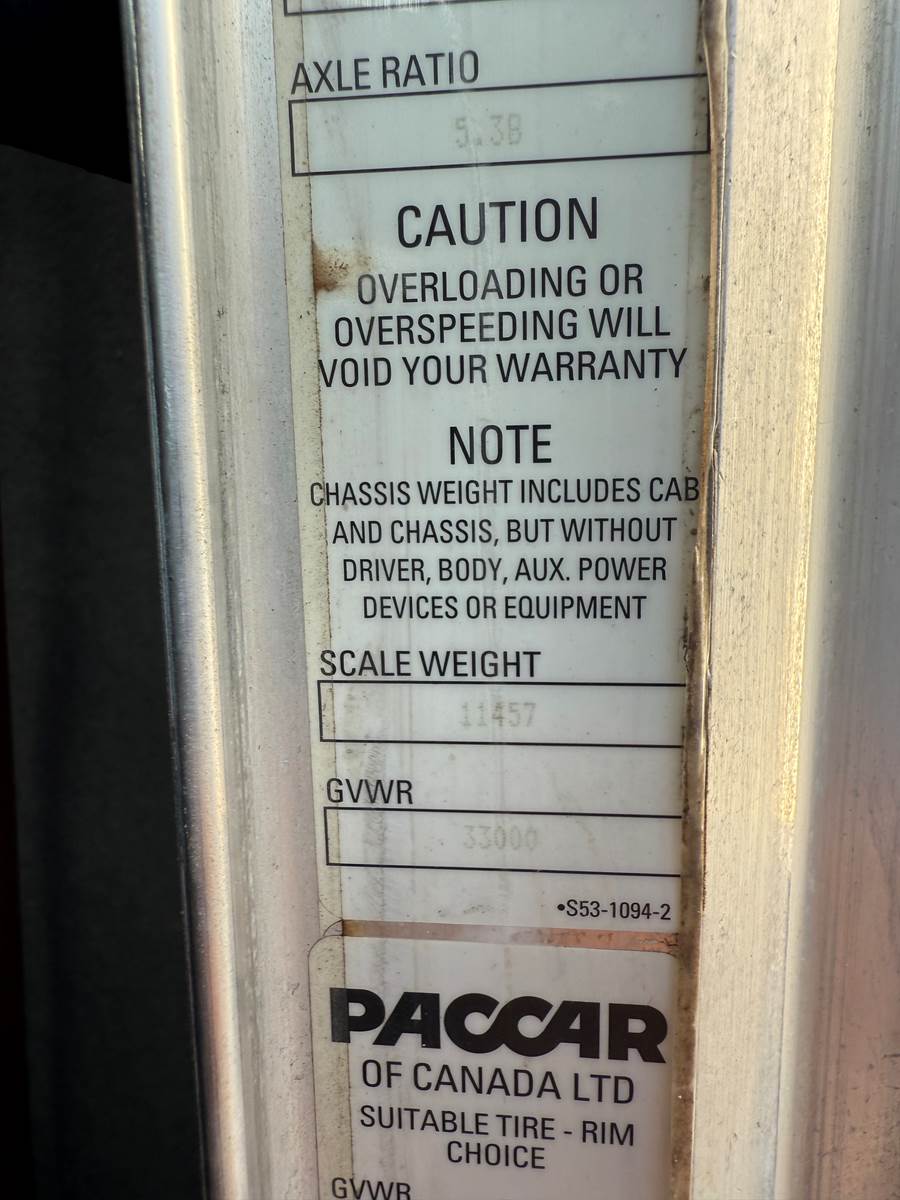 AXLE RATIO
5.38
CAUTION
OVERLOADING OR
OVERSPEEDING WILL
VOID YOUR WARRANTY
NOTE
CHASSIS WEIGHT INCLUDES CAB
AND CHASSIS, BUT WITHOUT
DRIVER, BODY, AUX. POWER
DEVICES OR EQUIPMENT
SCALE WEIGHT
11457
GVWR
33000
•S53-1094-2
PACCAR
OF CANADA LTD
SUITABLE TIRE - RIM
CHOICE
GVWR